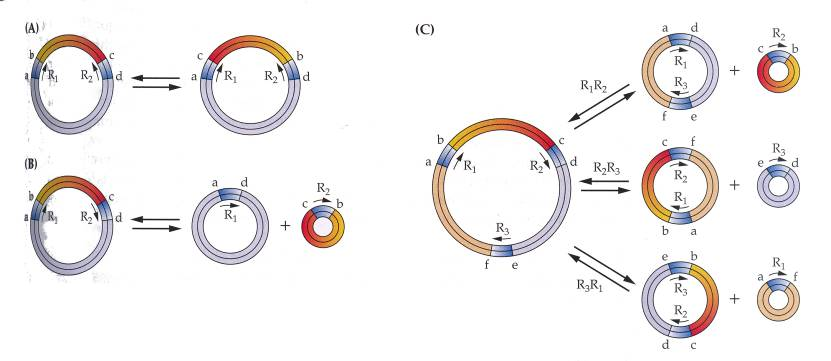 (A)
b c
a R1 R2 d
c b
a R1 R2 d
(B)
b c
a R1 R2 d
a d
R1
+
R2
c b
(C)
b c
a R1 R2 d
R3
f e
R1R2
a d
R1
R3
f e
+
R2
c b
R2R3
c f
R2
R1
b a
+
R3
e d
R3R1
e b
R3
R2
d c
+
R1
a f